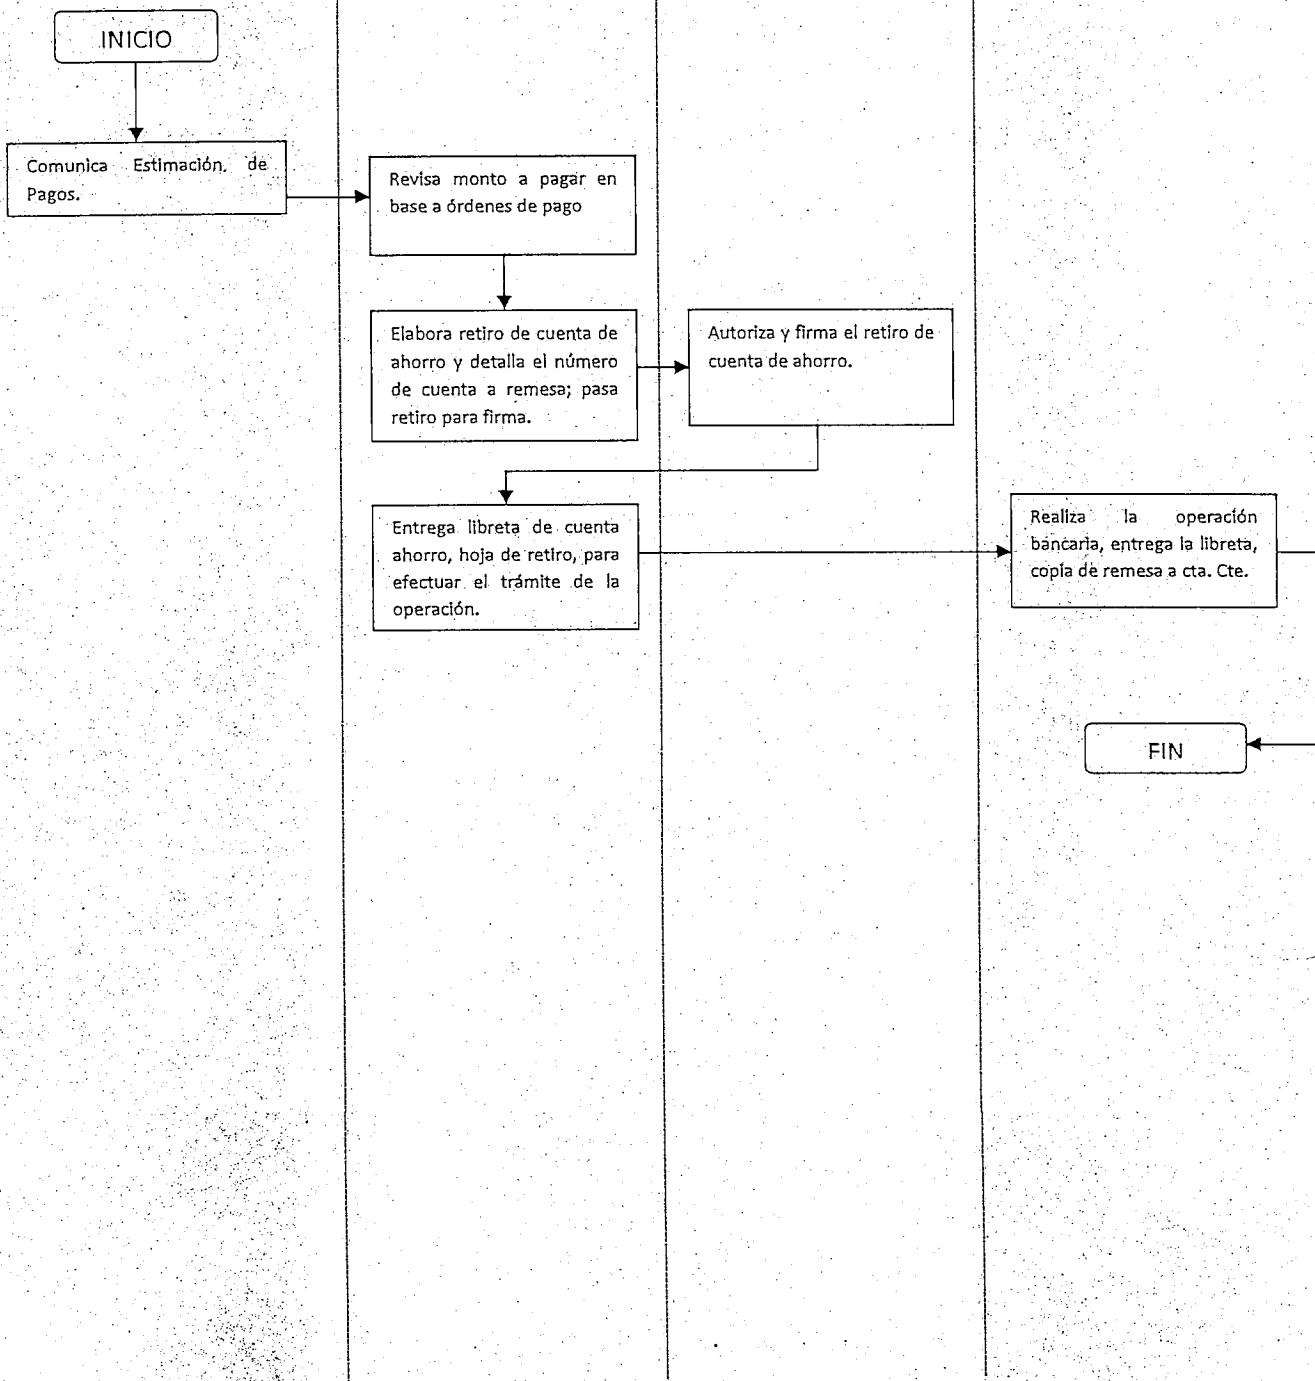 INICIO
Comunica Estimación de
Pagos.
Revisa monto a pagar en
base a órdenes de pago
Elabora retiro de cuenta de
ahorro y detalla el número
de cuenta a remesa; pasa
retiro para firma.
Autoriza y firma el retiro de
cuenta de ahorro.
Entrega libreta de cuenta
ahorro, hoja de retiro, para
efectuar el trámite de la
operación.
Realiza la operación
bancaria, entrega la libreta,
copia de remesa a cta. Cte.
FIN